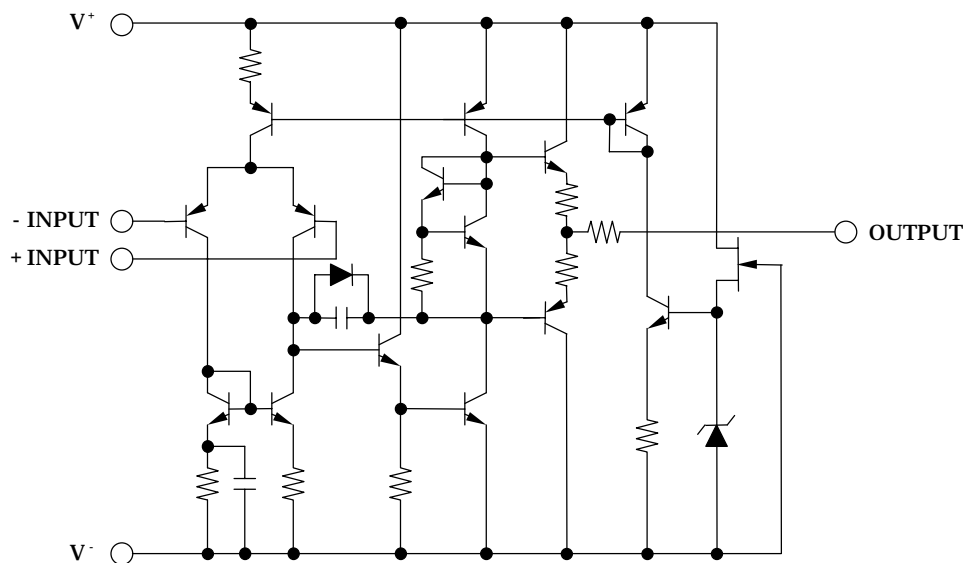 V+
- INPUT
+ INPUT
OUTPUT
V-